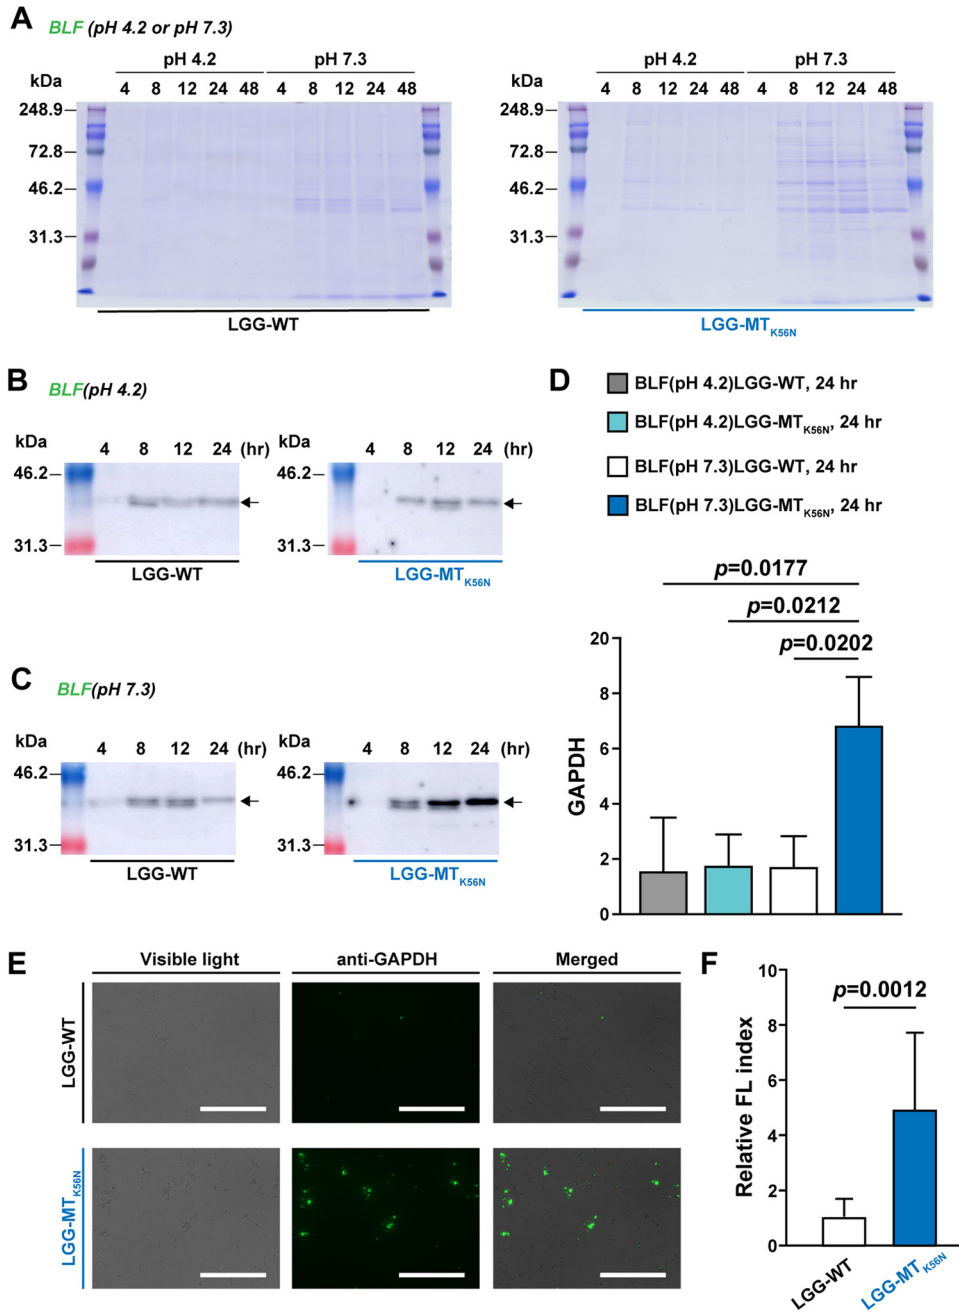 A
BLF (pH 4.2 or pH 7.3)
pH 4.2 pH 7.3
kDa 4 8 12 24 48 4 8 12 24 48
248.9
72.8
46.2
31.3
LGG-WT
pH 4.2 pH 7.3
kDa 4 8 12 24 48 4 8 12 24 48
248.9
72.8
46.2
31.3
LGG-MTK56N
B
BLF(pH 4.2)
kDa 4 8 12 24 (hr)
46.2
31.3
LGG-WT
kDa 4 8 12 24 (hr)
46.2
31.3
LGG-MTK56N
C
BLF(pH 7.3)
kDa 4 8 12 24 (hr)
46.2
31.3
LGG-WT
kDa 4 8 12 24 (hr)
46.2
31.3
LGG-MTK56N
D
BLF(pH 4.2)LGG-WT, 24 hr
BLF(pH 4.2)LGG-MTK56N, 24 hr
BLF(pH 7.3)LGG-WT, 24 hr
BLF(pH 7.3)LGG-MTK56N, 24 hr
p=0.0177
p=0.0212
p=0.0202
20
8
6
4
2
0
GAPDH
E
Visible light anti-GAPDH Merged
LGG-WT
LGG-MTK56N
F
p=0.0012
10
8
6
4
2
0
Relative FL index
LGG-WT
LGG-MTK56N